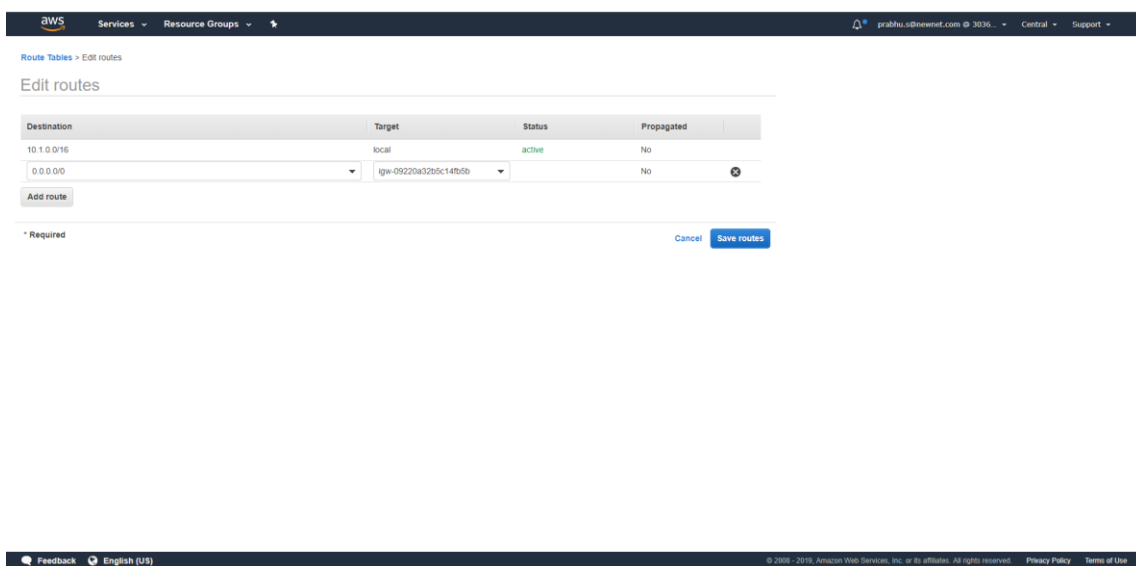 aws Services Resource Groups prabhu.s@newnet.com @ 3036... Central Support
Route Tables > Edit routes
Edit routes
Destination Target Status Propagated
10.1.0.0/16 local active No
0.0.0.0/0 igw-09220a32b5c14fb5b No
Add route
* Required Cancel Save routes
Feedback English (US) © 2008 - 2019, Amazon Web Services, Inc. or its affiliates. All rights reserved. Privacy Policy Terms of Use